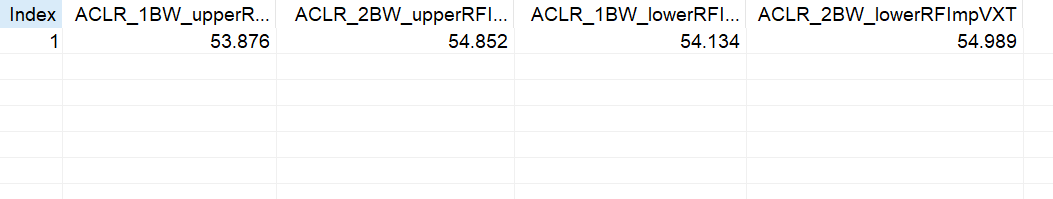 Index ACLR_1BW_upperR... ACLR_2BW_upperRFI... ACLR_1BW_lowerRFI... ACLR_2BW_lowerRFImpVXT
1 53.876 54.852 54.134 54.989